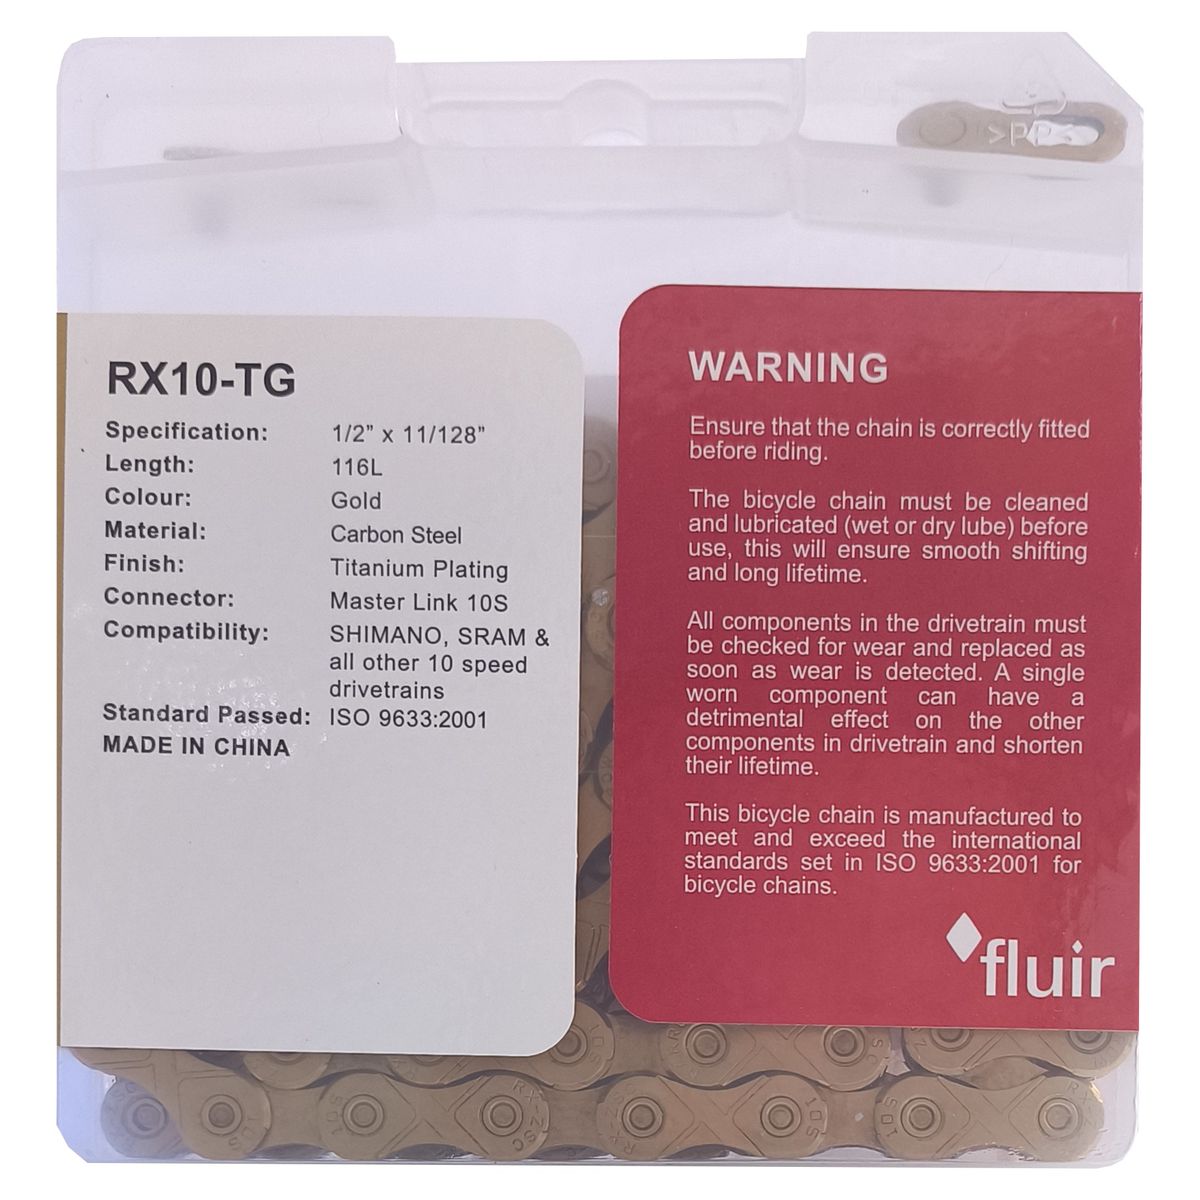 >PP<
RX10-TG
Specification: 1/2” x 11/128”
Length: 116L
Colour: Gold
Material: Carbon Steel
Finish: Titanium Plating
Connector: Master Link 10S
Compatibility: SHIMANO, SRAM &
all other 10 speed
drivetrains
Standard Passed: ISO 9633:2001
MADE IN CHINA
WARNING
Ensure that the chain is correctly fitted
before riding.
The bicycle chain must be cleaned
and lubricated (wet or dry lube) before
use, this will ensure smooth shifting
and long lifetime.
All components in the drivetrain must
be checked for wear and replaced as
soon as wear is detected. A single
worn component can have a
detrimental effect on the other
components in drivetrain and shorten
their lifetime.
This bicycle chain is manufactured to
meet and exceed the international
standards set in ISO 9633:2001 for
bicycle chains.
fluir
10S
10S
RX-ZSC
10S
10S